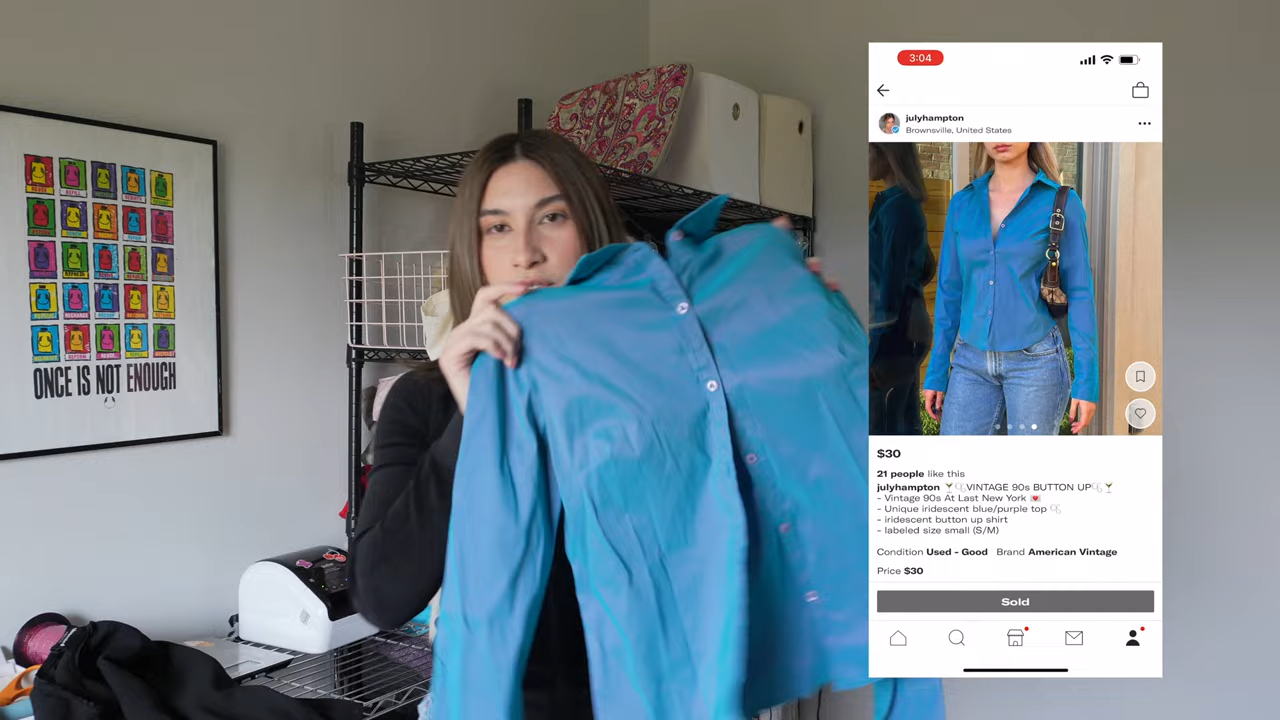 ONCE IS NOT ENOUGH
3:04
julyhampton
Brownsville, United States
$30
21 people like this
julyhampton 🍸🫧VINTAGE 90s BUTTON UP🫧🍸
- Vintage 90s At Last New York 💌
- Unique iridescent blue/purple top 🫧
- iridescent button up shirt
- labeled size small (S/M)
Condition Used - Good Brand American Vintage
Price $30
Sold